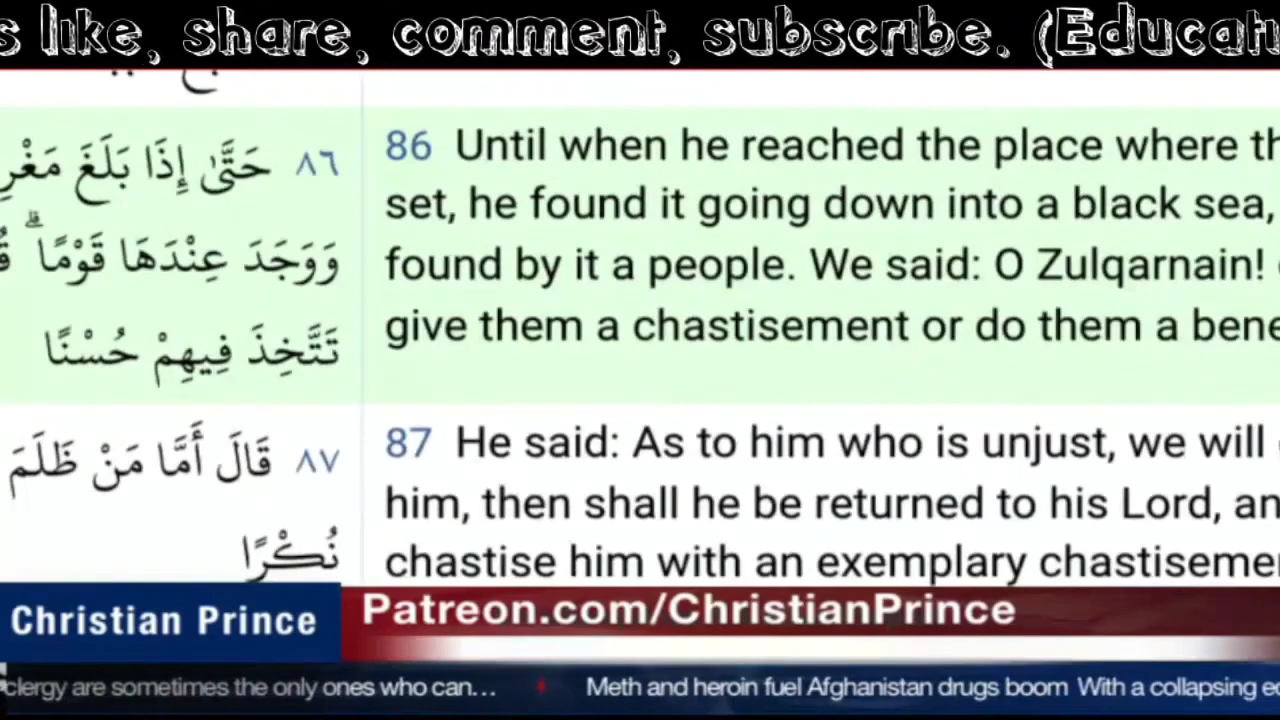 s like, share, comment, subscribe. (Educati
٨٦ حَتَّىٰ إِذَا بَلَغَ مَغْرِ
وَوَجَدَ عِنْدَهَا قَوْمًا ۗ قُ
تَتَّخِذَ فِيهِمْ حُسْنًا
86 Until when he reached the place where th
set, he found it going down into a black sea,
found by it a people. We said: O Zulqarnain!
give them a chastisement or do them a bene
٨٧ قَالَ أَمَّا مَنْ ظَلَمَ
نُكْرًا
87 He said: As to him who is unjust, we will
him, then shall he be returned to his Lord, an
chastise him with an exemplary chastisemen
Christian Prince
Patreon.com/ChristianPrince
clergy are sometimes the only ones who can...
Meth and heroin fuel Afghanistan drugs boom With a collapsing ec